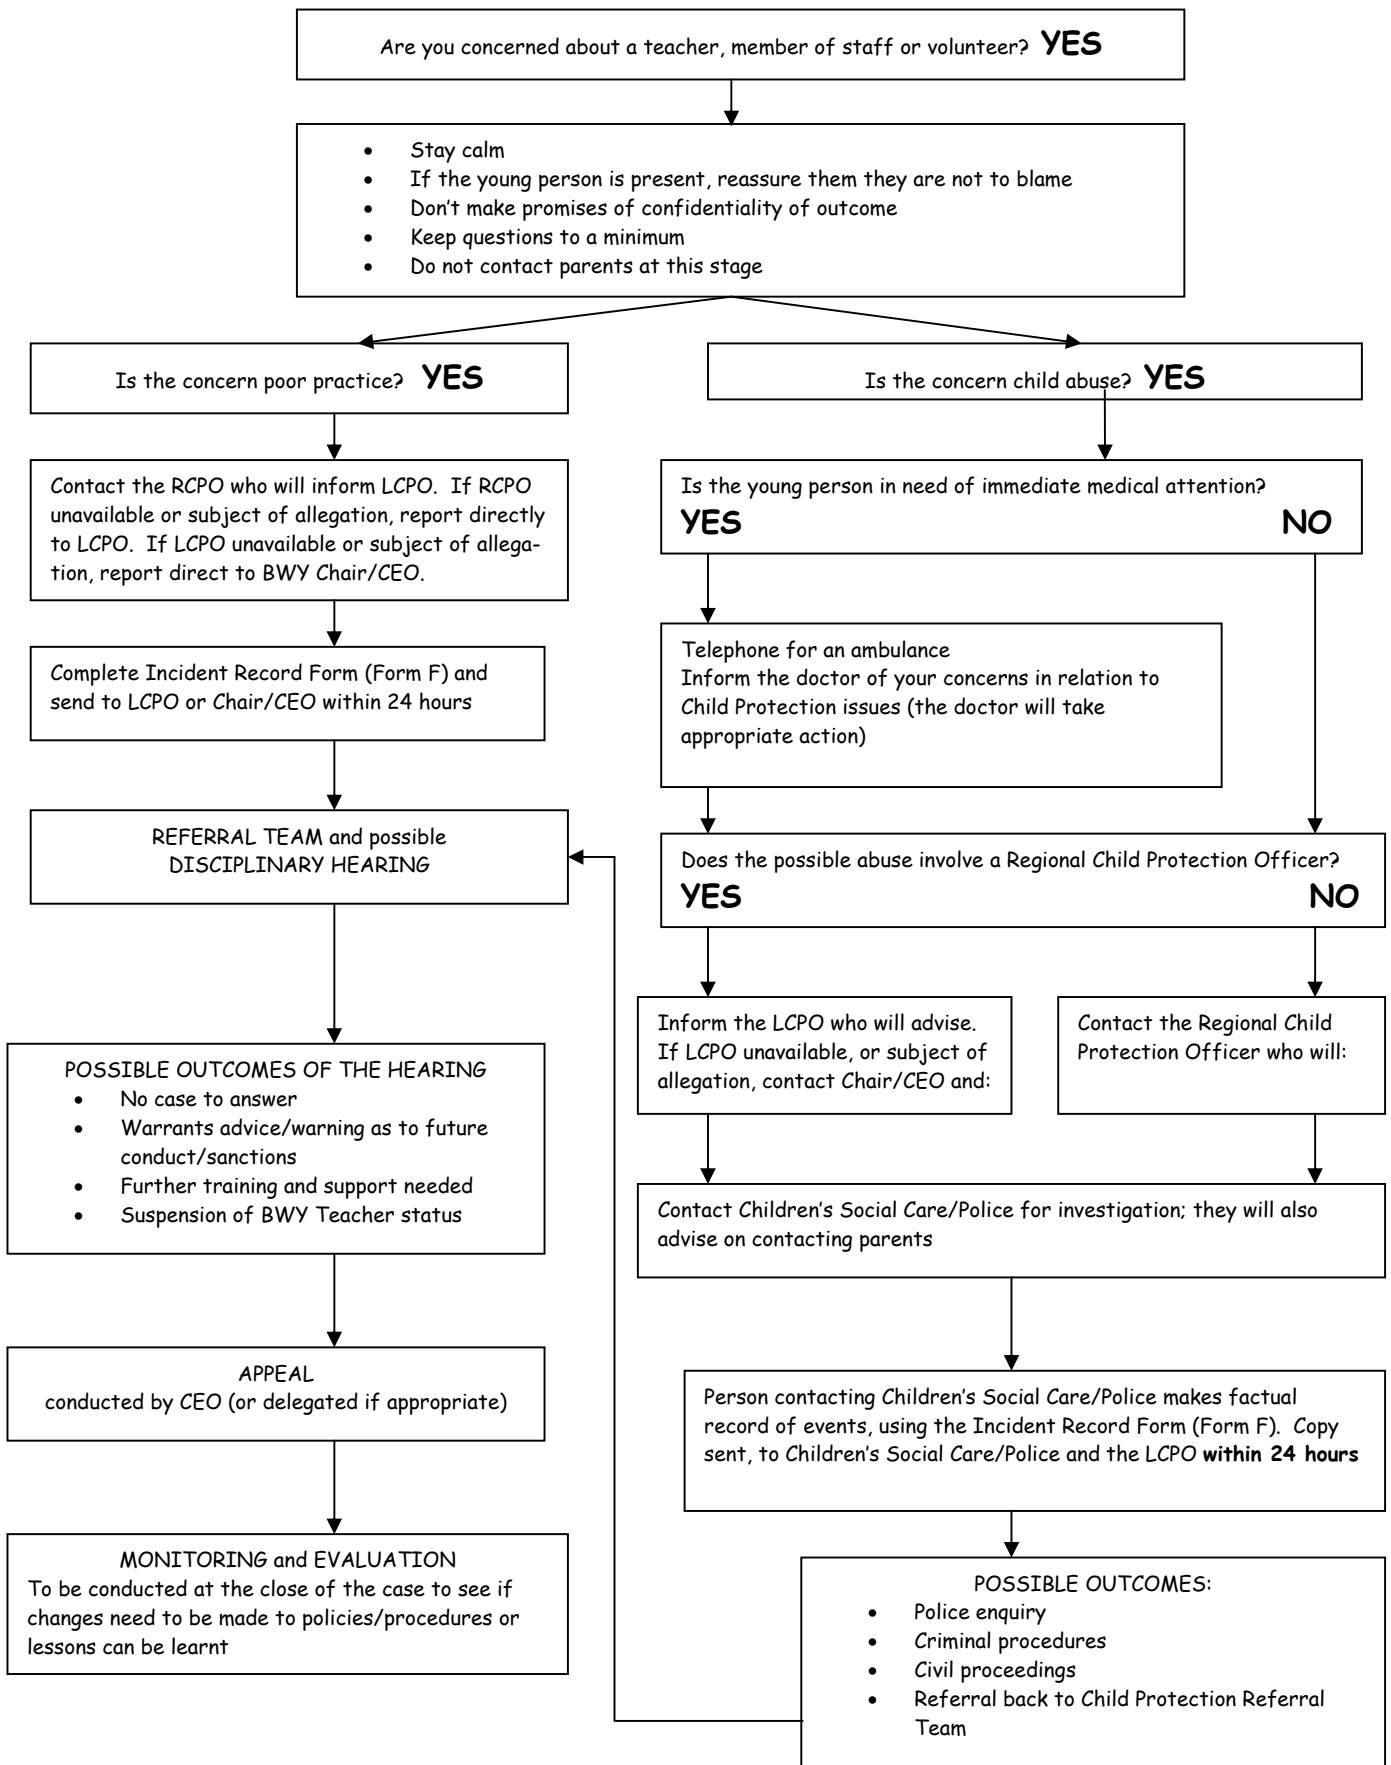 Are you concerned about a teacher, member of staff or volunteer? YES
• Stay calm
• If the young person is present, reassure them they are not to blame
• Don't make promises of confidentiality of outcome
• Keep questions to a minimum
• Do not contact parents at this stage
Is the concern poor practice? YES
Contact the RCPO who will inform LCPO. If RCPO
unavailable or subject of allegation, report directly
to LCPO. If LCPO unavailable or subject of allega-
tion, report direct to BWY Chair/CEO.
Complete Incident Record Form (Form F) and
send to LCPO or Chair/CEO within 24 hours
REFERRAL TEAM and possible
DISCIPLINARY HEARING
POSSIBLE OUTCOMES OF THE HEARING
• No case to answer
• Warrants advice/warning as to future
conduct/sanctions
• Further training and support needed
• Suspension of BWY Teacher status
APPEAL
conducted by CEO (or delegated if appropriate)
MONITORING and EVALUATION
To be conducted at the close of the case to see if
changes need to be made to policies/procedures or
lessons can be learnt
Is the concern child abuse? YES
Is the young person in need of immediate medical attention?
YES NO
Telephone for an ambulance
Inform the doctor of your concerns in relation to
Child Protection issues (the doctor will take
appropriate action)
Does the possible abuse involve a Regional Child Protection Officer?
YES NO
Inform the LCPO who will advise.
If LCPO unavailable, or subject of
allegation, contact Chair/CEO and:
Contact the Regional Child
Protection Officer who will:
Contact Children's Social Care/Police for investigation; they will also
advise on contacting parents
Person contacting Children's Social Care/Police makes factual
record of events, using the Incident Record Form (Form F). Copy
sent, to Children's Social Care/Police and the LCPO within 24 hours
POSSIBLE OUTCOMES:
• Police enquiry
• Criminal procedures
• Civil proceedings
• Referral back to Child Protection Referral
Team